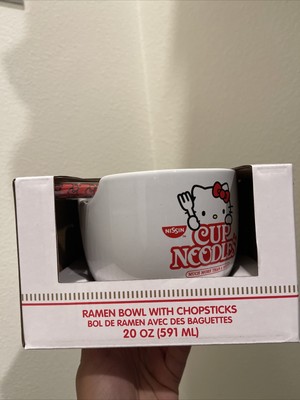 NISSIN
CUP
NOODLES
RAMEN BOWL WITH CHOPSTICKS
BOL DE RAMEN AVEC DES BAGUETTES
20 OZ (591 ML)